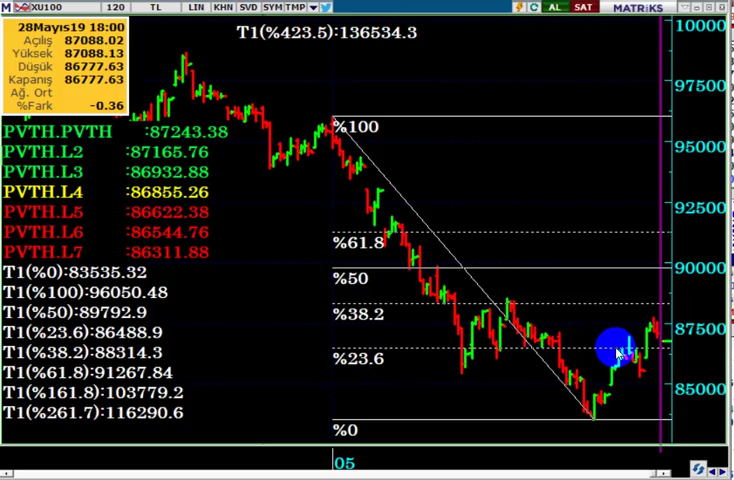 M XU100 120 TL LIN KHN SVD SYM TMP AL SAT MATRIKS
28Mayıs19 18:00
Açılış 87088.02
Yüksek 87088.13
Düşük 86777.63
Kapanış 86777.63
Ağ. Ort
%Fark -0.36
T1(%423.5):136534.3
PVTH.PVTH :87243.38
PVTH.L2 :87165.76
PVTH.L3 :86932.88
PVTH.L4 :86855.26
PVTH.L5 :86622.38
PVTH.L6 :86544.76
PVTH.L7 :86311.88
T1(%0):83535.32
T1(%100):96050.48
T1(%50):89792.9
T1(%23.6):86488.9
T1(%38.2):88314.3
T1(%61.8):91267.84
T1(%161.8):103779.2
T1(%261.7):116290.6
%100
%61.8
%50
%38.2
%23.6
%0
100000
97500
95000
92500
90000
87500
85000
05